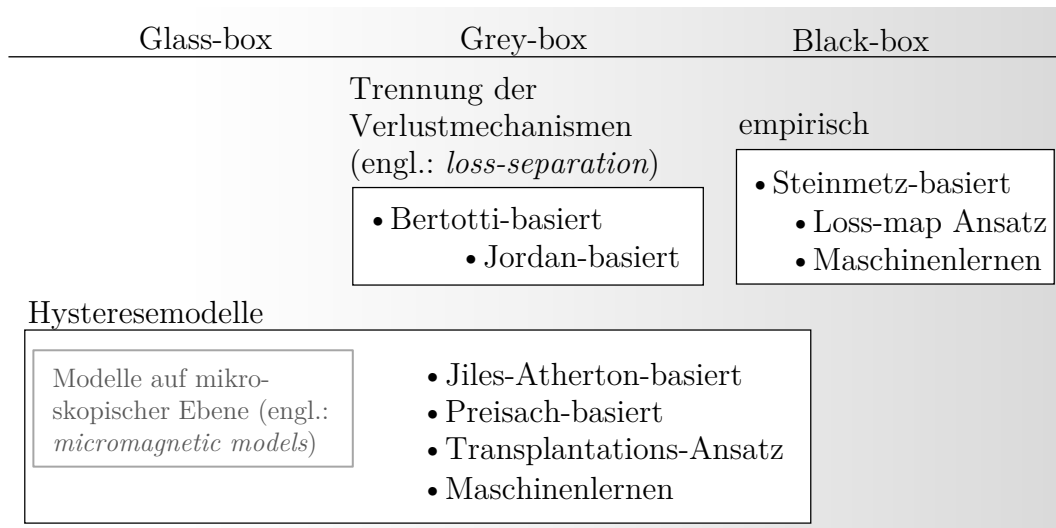 Glass-box Grey-box Black-box
Trennung der
Verlustmechanismen
(engl.: loss-separation)
• Bertotti-basiert
• Jordan-basiert
empirisch
• Steinmetz-basiert
• Loss-map Ansatz
• Maschinenlernen
Hysteresemodelle
Modelle auf mikro-
skopischer Ebene (engl.:
micromagnetic models)
• Jiles-Atherton-basiert
• Preisach-basiert
• Transplantations-Ansatz
• Maschinenlernen